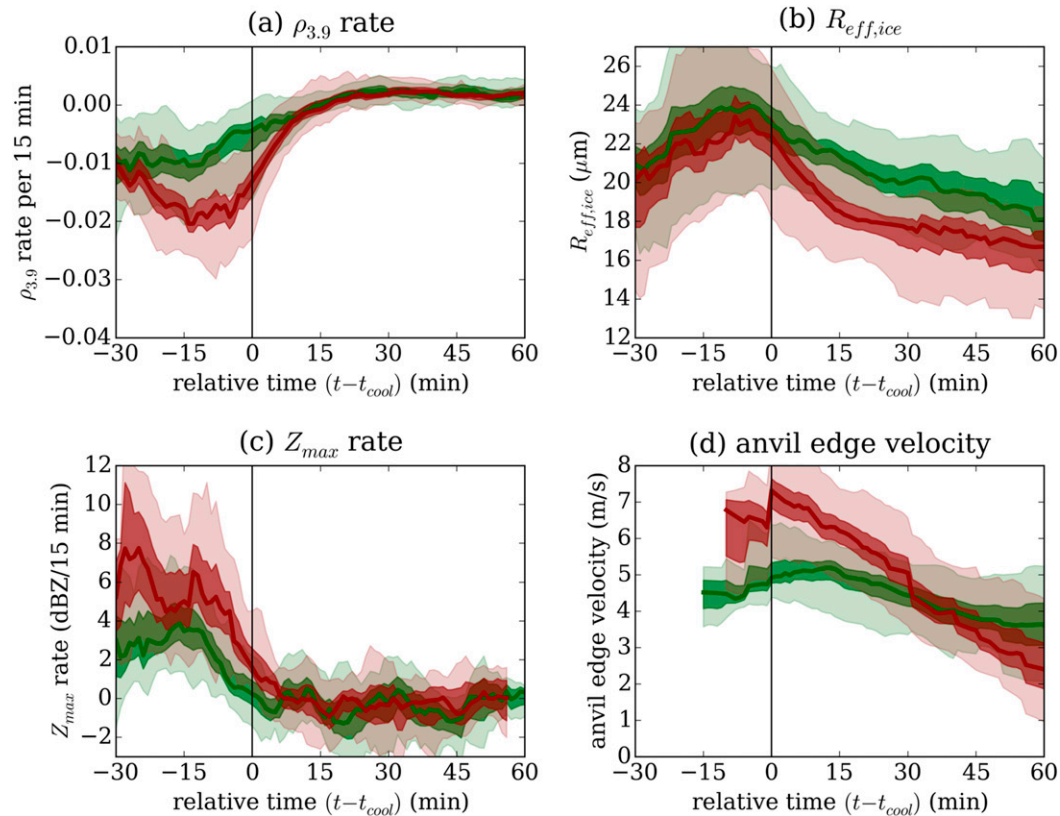 (a) ρ3.9 rate
0.01
0.00
−0.01
−0.02
−0.03
−0.04
ρ3.9 rate per 15 min
−30 −15 0 15 30 45 60
relative time (t−tcool) (min)
(b) Reff,ice
26
24
22
20
18
16
14
12
Reff,ice (μm)
−30 −15 0 15 30 45 60
relative time (t−tcool) (min)
(c) Zmax rate
12
10
8
6
4
2
0
−2
Zmax rate (dBZ/15 min)
−30 −15 0 15 30 45 60
relative time (t−tcool) (min)
(d) anvil edge velocity
8
7
6
5
4
3
2
1
0
anvil edge velocity (m/s)
−30 −15 0 15 30 45 60
relative time (t−tcool) (min)